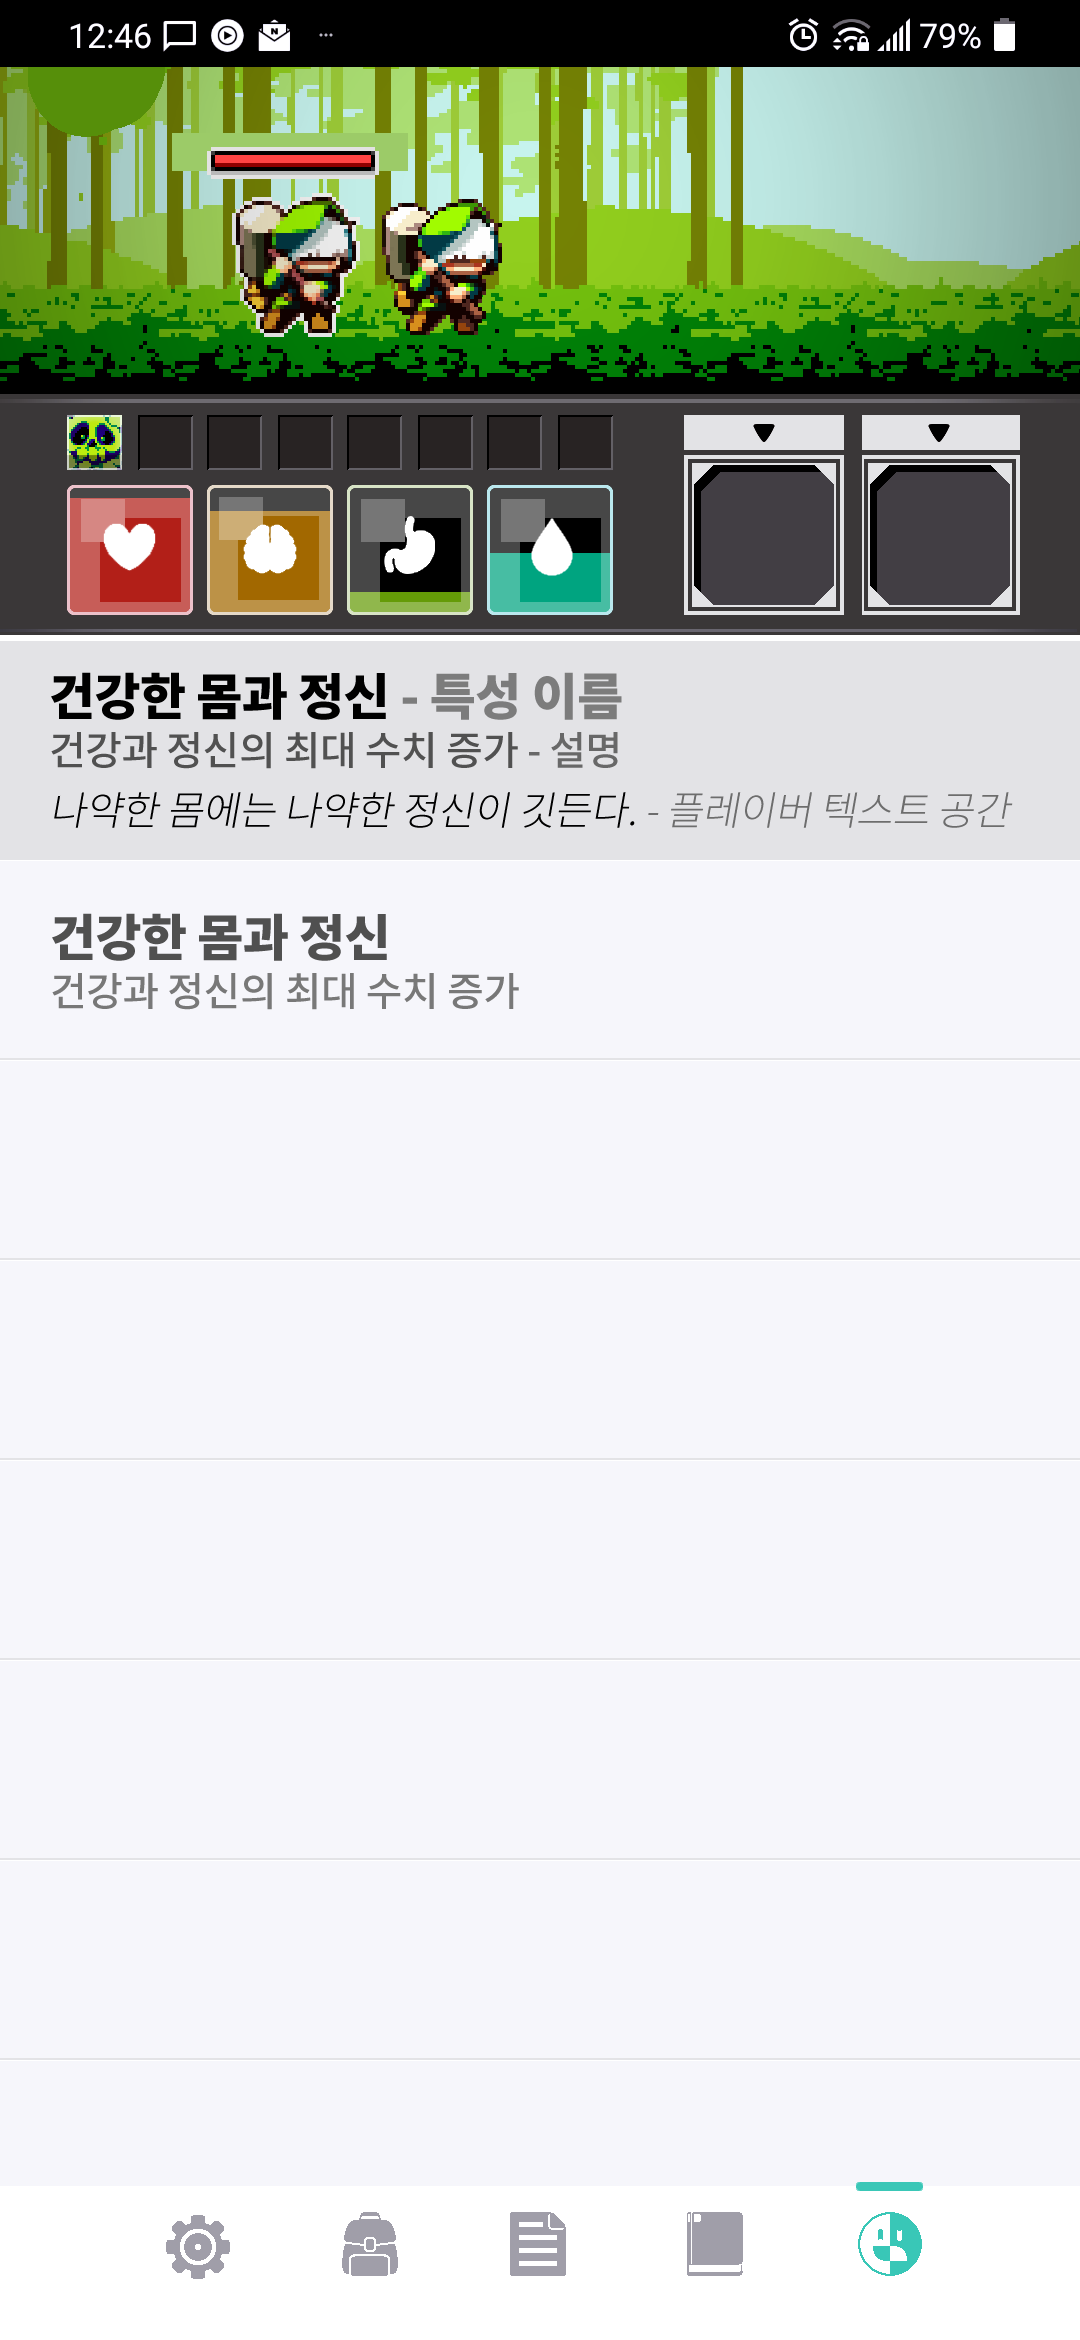 12:46
79%
건강한 몸과 정신 - 특성 이름
건강과 정신의 최대 수치 증가 - 설명
나약한 몸에는 나약한 정신이 깃든다. - 플레이버 텍스트 공간
건강한 몸과 정신
건강과 정신의 최대 수치 증가